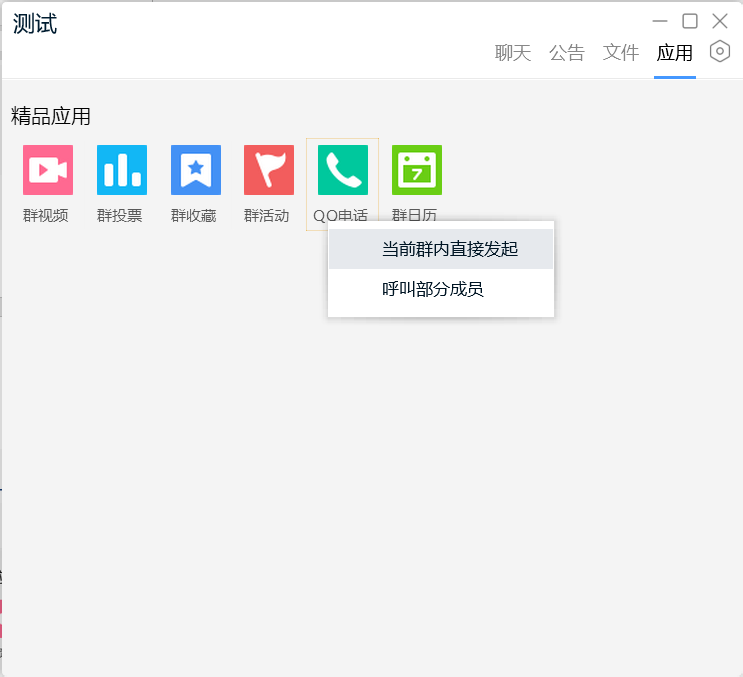 测试
聊天 公告 文件 应用
精品应用
7
群视频 群投票 群收藏 群活动 QQ电话 群日历
当前群内直接发起
呼叫部分成员